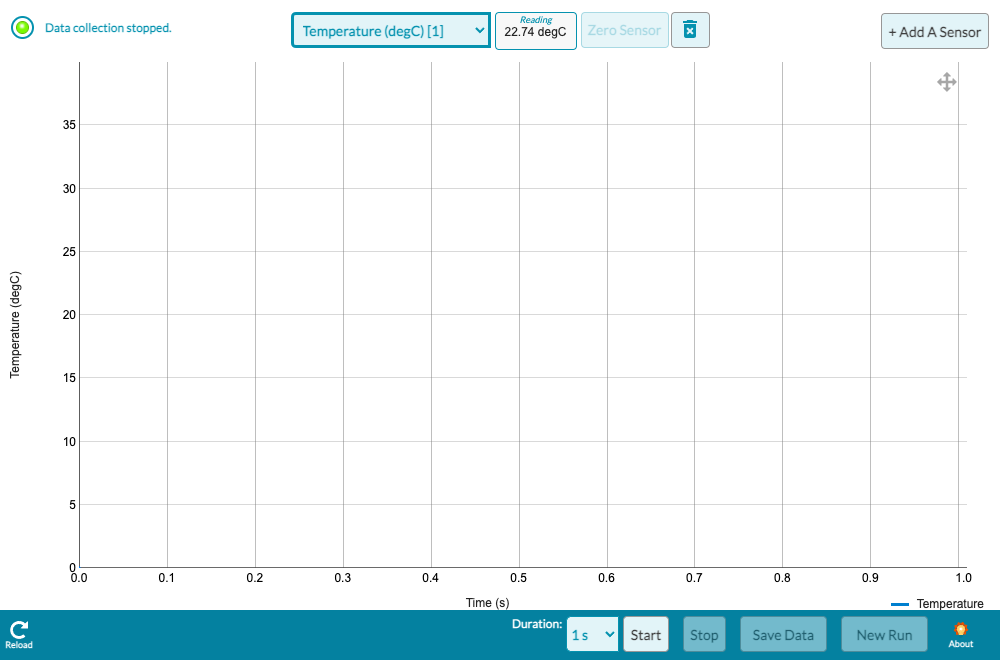 Data collection stopped.
Temperature (degC) [1]
Reading
22.74 degC
Zero Sensor
+ Add A Sensor
35
30
25
20
15
10
5
0
Temperature (degC)
0.0 0.1 0.2 0.3 0.4 0.5 0.6 0.7 0.8 0.9 1.0
Time (s)
Temperature
Reload
Duration:
1 s
Start
Stop
Save Data
New Run
About